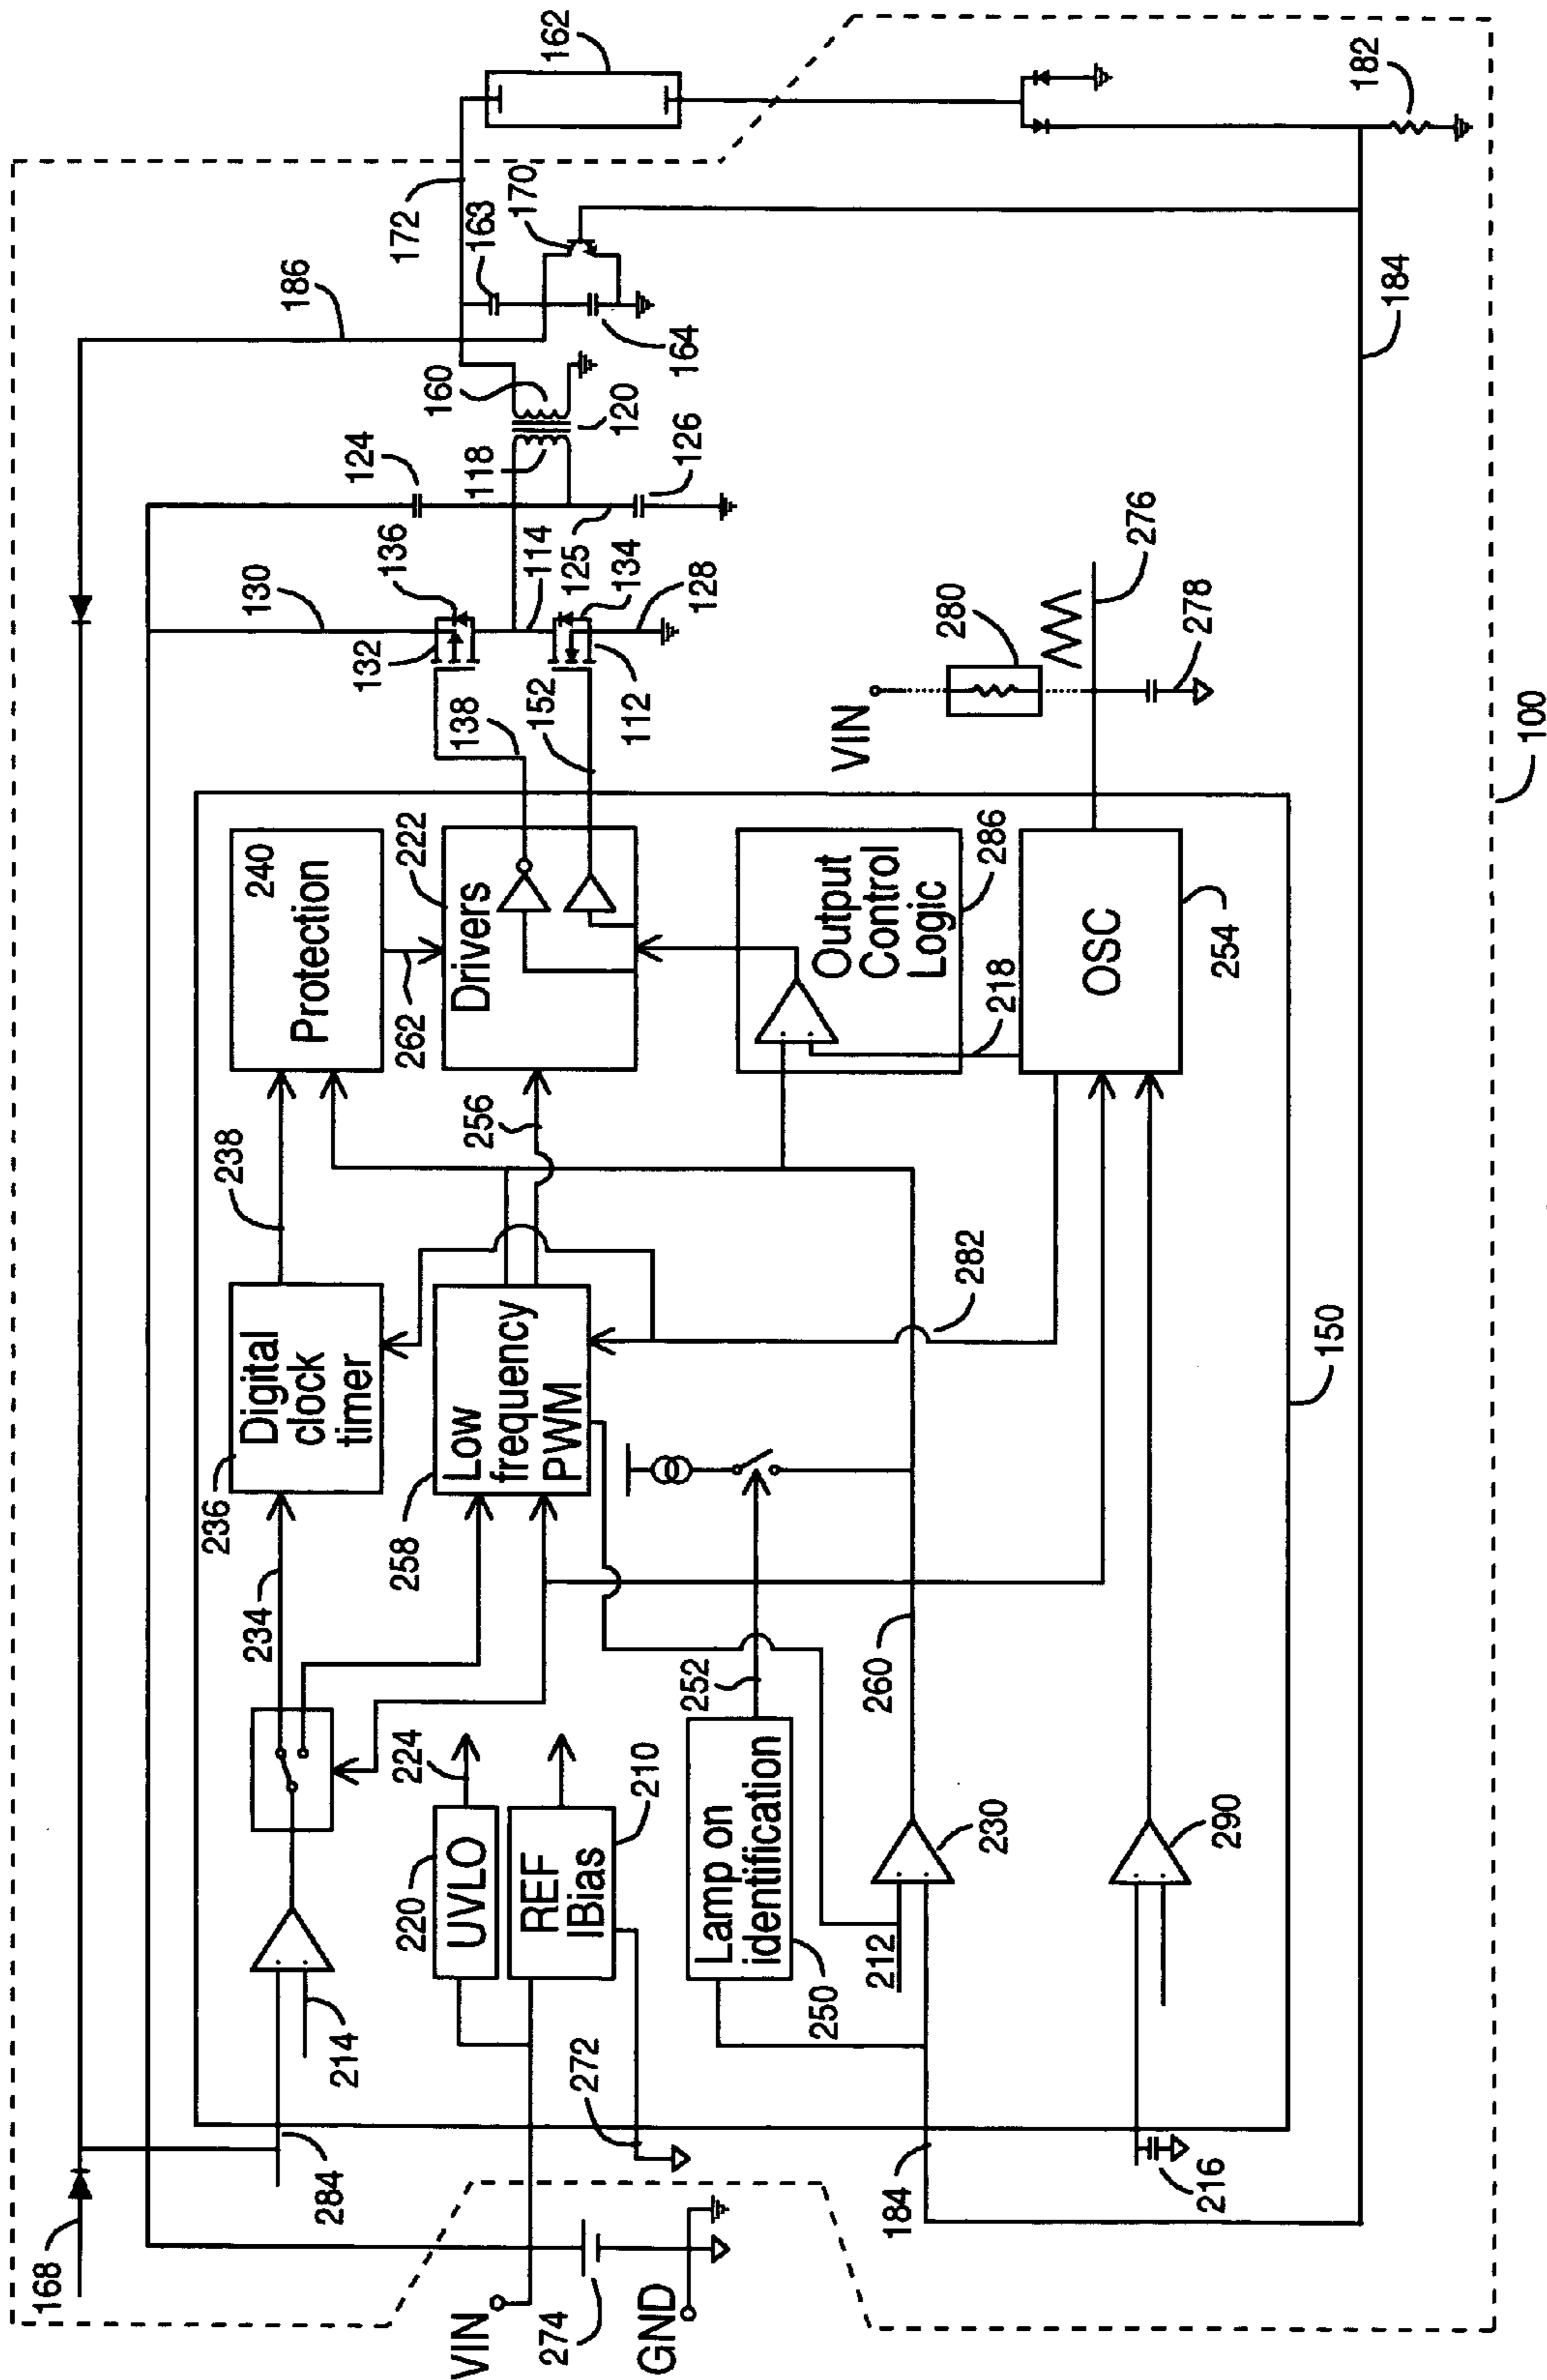 168
284
214
234
236
Digital
clock
timer
238
240
Protection
262
222
Drivers
130
132
136
138
152
112
134
114
125
128
124
118
120
126
160
186
172
163
164
170
162
182
184
VIN
274
GND
272
220
UVLO
224
REF
IBias
210
258
Low
frequency
PWM
256
Lamp on
identification
250
252
212
184
230
260
282
Output
Control
Logic
286
218
OSC
254
216
290
150
VIN
280
276
278
100